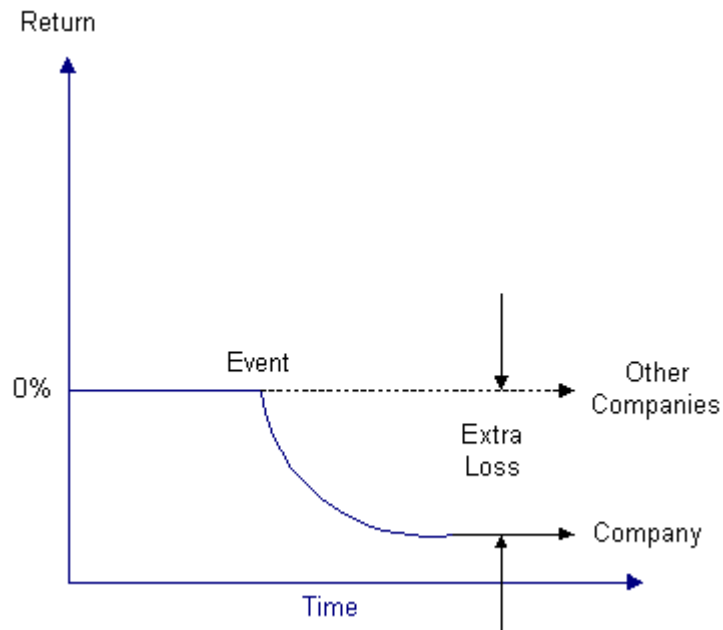 Return
Event
0%
Other
Companies
Extra
Loss
Company
Time